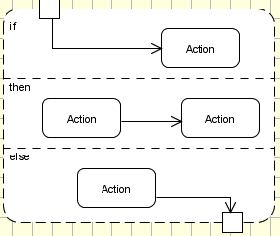 if
Action
then
Action Action
else
Action